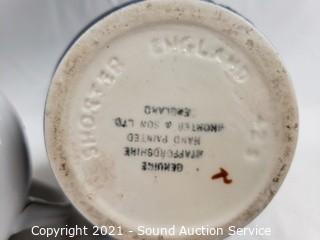 SHORTER ENGLAND
GENUINE
STAFFORDSHIRE
HAND PAINTED
SHORTER & SON LTD.
ENGLAND
Copyright 2021 - Sound Auction Service